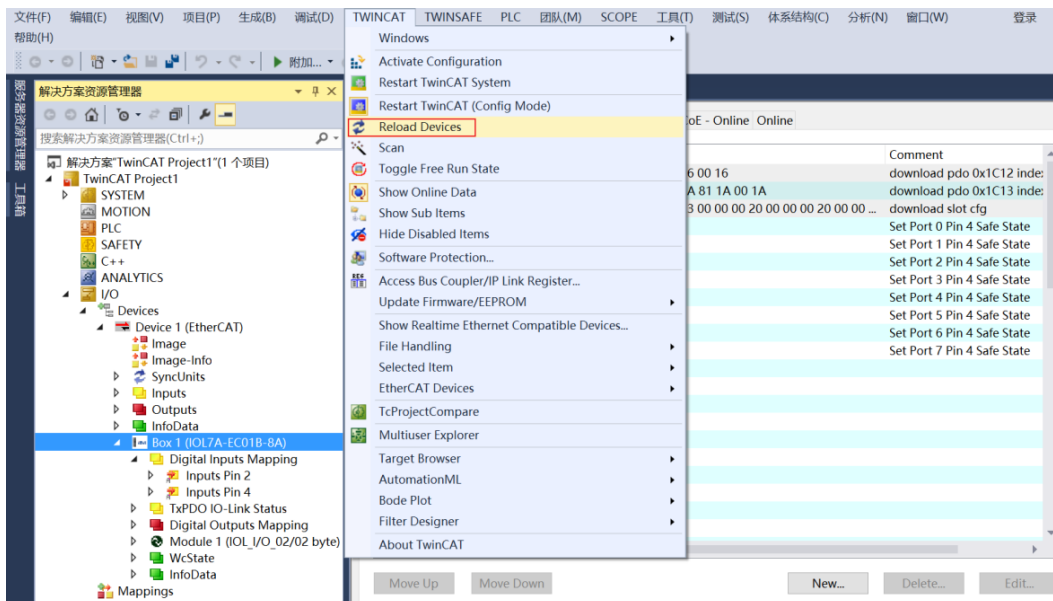 文件(F) 编辑(E) 视图(V) 项目(P) 生成(B) 调试(D) TWINCAT TWINSAFE PLC 团队(M) SCOPE 工具(T) 测试(S) 体系结构(C) 分析(N) 窗口(W) 登录
帮助(H)
附加...
服务器资源管理器
工具箱
解决方案资源管理器
搜索解决方案资源管理器(Ctrl+;)
解决方案"TwinCAT Project1"(1 个项目)
TwinCAT Project1
SYSTEM
MOTION
PLC
SAFETY
C++
ANALYTICS
I/O
Devices
Device 1 (EtherCAT)
Image
Image-Info
SyncUnits
Inputs
Outputs
InfoData
Box 1 (IOL7A-EC01B-8A)
Digital Inputs Mapping
Inputs Pin 2
Inputs Pin 4
TxPDO IO-Link Status
Digital Outputs Mapping
Module 1 (IOL_I/O_02/02 byte)
WcState
InfoData
Mappings
Windows
Activate Configuration
Restart TwinCAT System
Restart TwinCAT (Config Mode)
Reload Devices
Scan
Toggle Free Run State
Show Online Data
Show Sub Items
Hide Disabled Items
Software Protection...
Access Bus Coupler/IP Link Register...
Update Firmware/EEPROM
Show Realtime Ethernet Compatible Devices...
File Handling
Selected Item
EtherCAT Devices
TcProjectCompare
Multiuser Explorer
Target Browser
AutomationML
Bode Plot
Filter Designer
About TwinCAT
oE - Online Online
Comment
6 00 16 download pdo 0x1C12 inde
A 81 1A 00 1A download pdo 0x1C13 inde
3 00 00 00 20 00 00 00 20 00 00 ... download slot cfg
Set Port 0 Pin 4 Safe State
Set Port 1 Pin 4 Safe State
Set Port 2 Pin 4 Safe State
Set Port 3 Pin 4 Safe State
Set Port 4 Pin 4 Safe State
Set Port 5 Pin 4 Safe State
Set Port 6 Pin 4 Safe State
Set Port 7 Pin 4 Safe State
Move Up Move Down New... Delete... Edit...